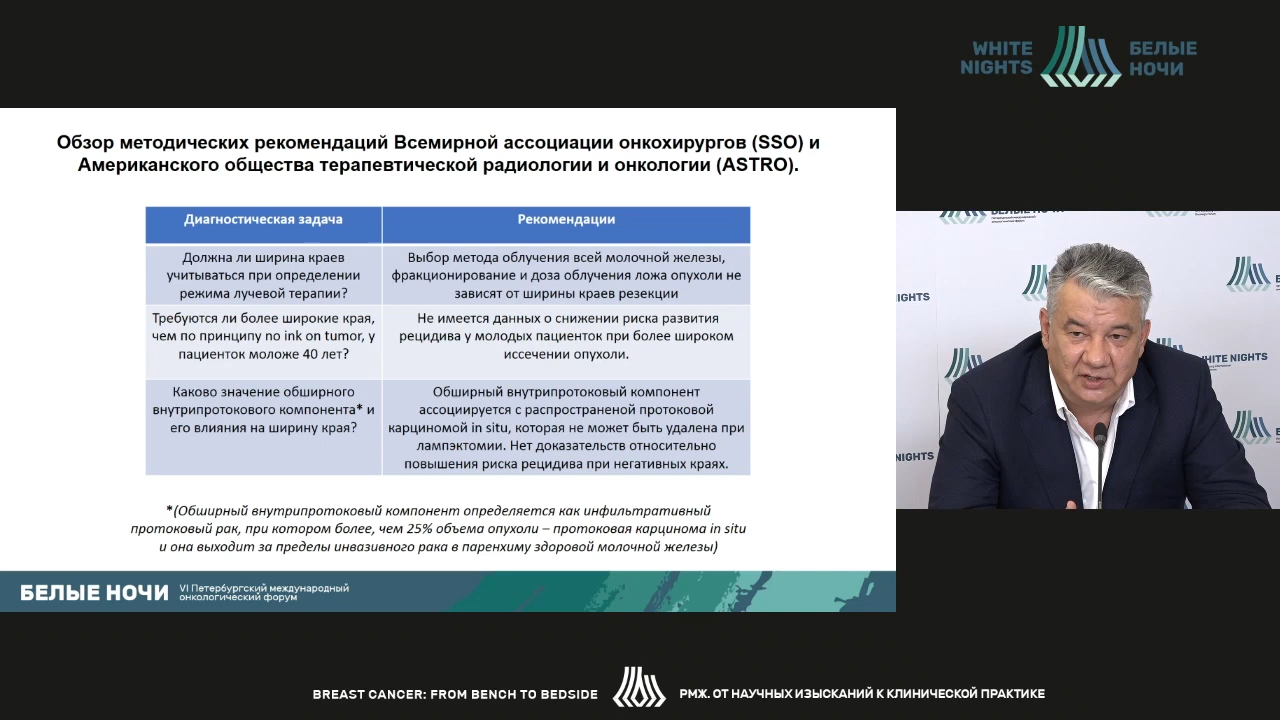 WHITE
NIGHTS
БЕЛЫЕ
НОЧИ
Обзор методических рекомендаций Всемирной ассоциации онкохирургов (SSO) и
Американского общества терапевтической радиологии и онкологии (ASTRO).
Диагностическая задача
Рекомендации
Должна ли ширина краев
учитываться при определении
режима лучевой терапии?
Выбор метода облучения всей молочной железы,
фракционирование и доза облучения ложа опухоли не
зависят от ширины краев резекции
Требуются ли более широкие края,
чем по принципу no ink on tumor, у
пациенток моложе 40 лет?
Не имеется данных о снижении риска развития
рецидива у молодых пациенток при более широком
иссечении опухоли.
Каково значение обширного
внутрипротокового компонента* и
его влияния на ширину края?
Обширный внутрипротоковый компонент
ассоциируется с распространеной протоковой
карциномой in situ, которая не может быть удалена при
лампэктомии. Нет доказательств относительно
повышения риска рецидива при негативных краях.
*(Обширный внутрипротоковый компонент определяется как инфильтративный
протоковый рак, при котором более, чем 25% объема опухоли – протоковая карцинома in situ
и она выходит за пределы инвазивного рака в паренхиму здоровой молочной железы)
БЕЛЫЕ НОЧИ
VI Петербургский международный
онкологический форум
БЕЛЫЕ НОЧИ
WHITE NIGHTS
NIGHTS
BREAST CANCER: FROM BENCH TO BEDSIDE
РМЖ. ОТ НАУЧНЫХ ИЗЫСКАНИЙ К КЛИНИЧЕСКОЙ ПРАКТИКЕ